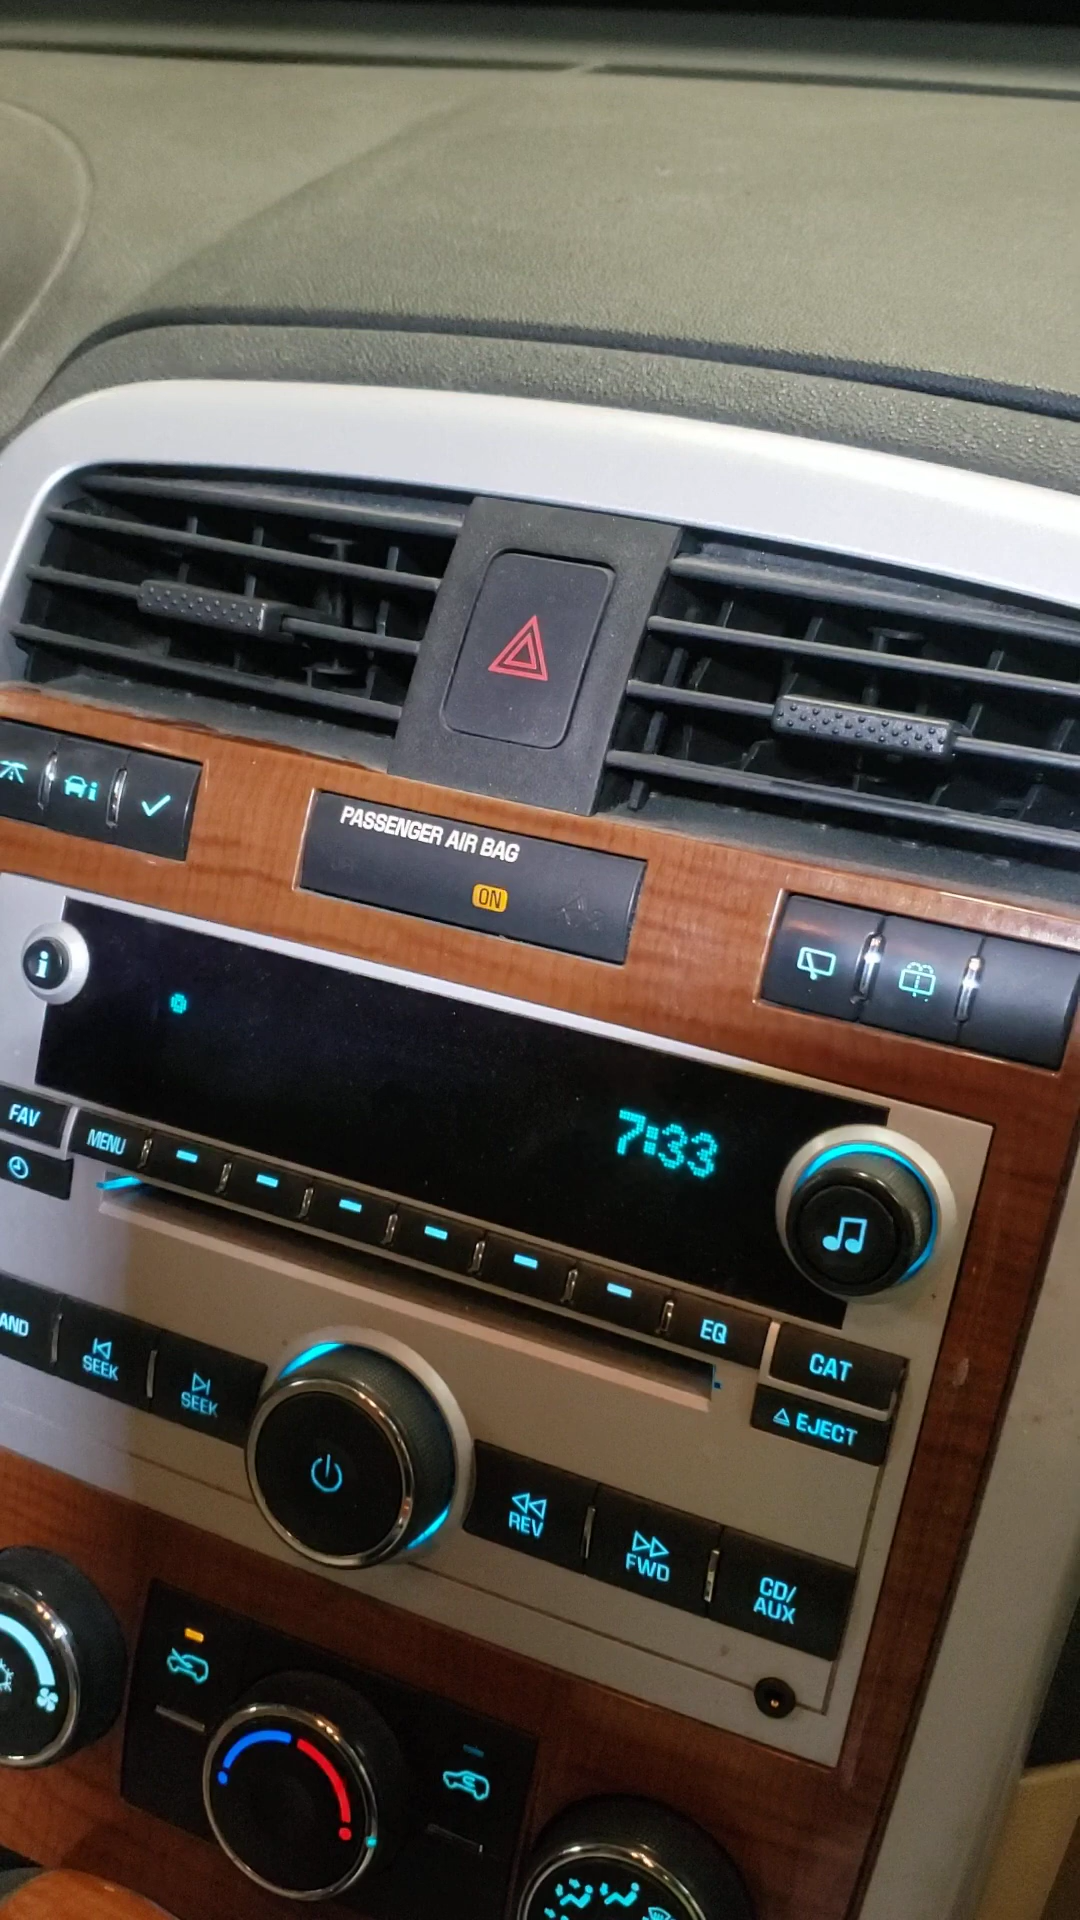 PASSENGER AIR BAG
ON
i
i
7:33
FAV
MENU
EQ
CAT
EJECT
AND
SEEK
SEEK
REV
FWD
CD/
AUX